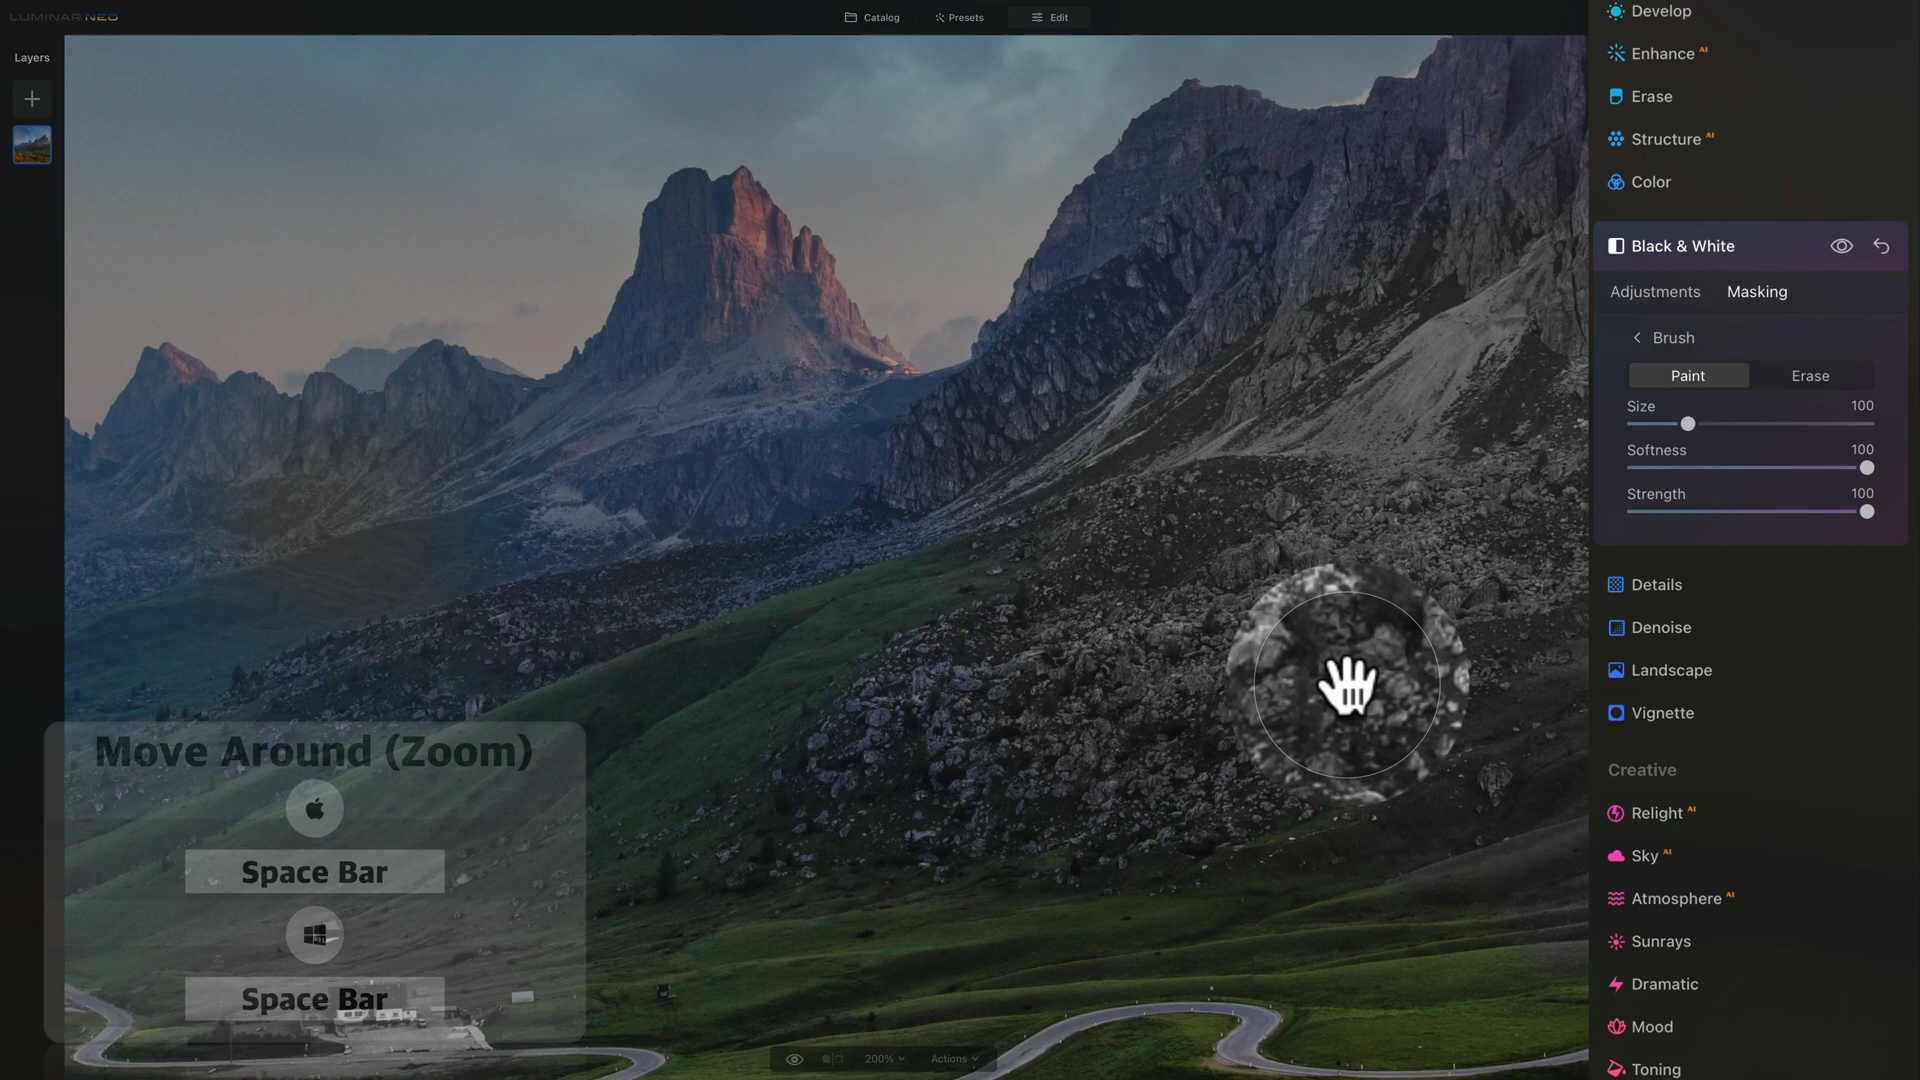 LUMINAR NEO
Catalog
Presets
Edit
Layers
Develop
Enhance AI
Erase
Structure AI
Color
Black & White
Adjustments
Masking
Brush
Paint
Erase
Size
100
Softness
100
Strength
100
Details
Denoise
Landscape
Vignette
Creative
Relight AI
Sky AI
Atmosphere AI
Sunrays
Dramatic
Mood
Toning
Move Around (Zoom)
Space Bar
Space Bar
200%
Actions